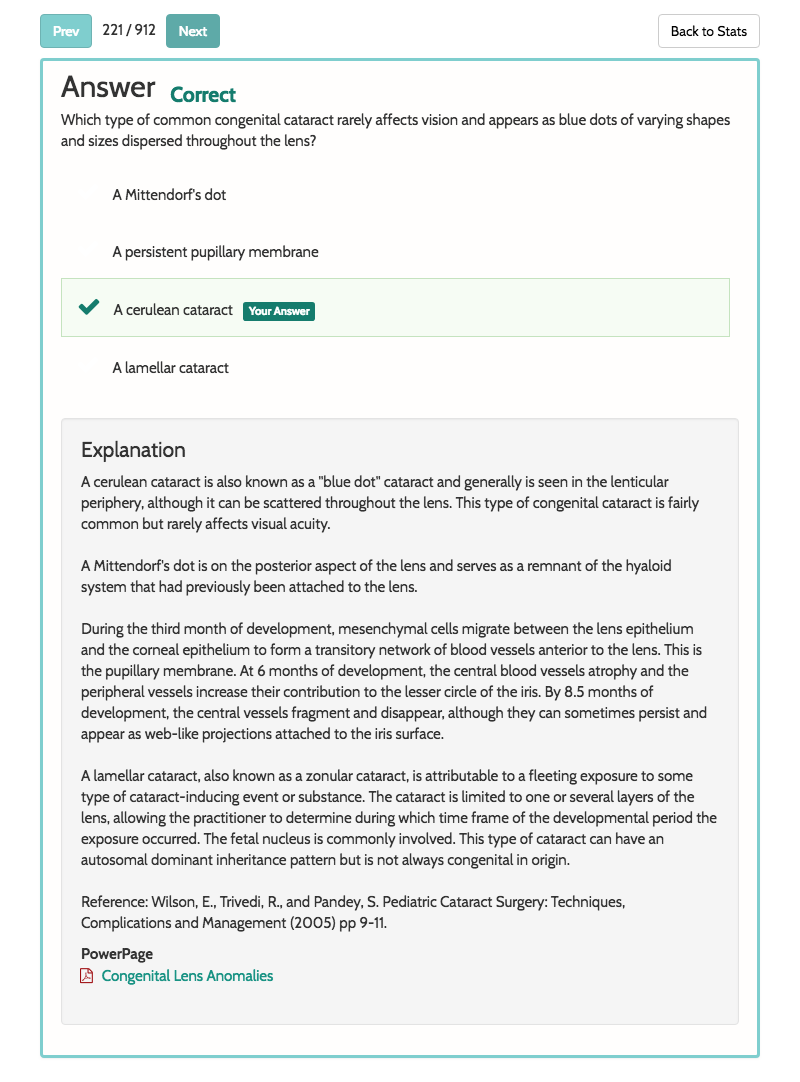 Prev 221 / 912 Next Back to Stats
Answer Correct
Which type of common congenital cataract rarely affects vision and appears as blue dots of varying shapes
and sizes dispersed throughout the lens?
A Mittendorf's dot
A persistent pupillary membrane
A cerulean cataract Your Answer
A lamellar cataract
Explanation
A cerulean cataract is also known as a "blue dot" cataract and generally is seen in the lenticular
periphery, although it can be scattered throughout the lens. This type of congenital cataract is fairly
common but rarely affects visual acuity.
A Mittendorf's dot is on the posterior aspect of the lens and serves as a remnant of the hyaloid
system that had previously been attached to the lens.
During the third month of development, mesenchymal cells migrate between the lens epithelium
and the corneal epithelium to form a transitory network of blood vessels anterior to the lens. This is
the pupillary membrane. At 6 months of development, the central blood vessels atrophy and the
peripheral vessels increase their contribution to the lesser circle of the iris. By 8.5 months of
development, the central vessels fragment and disappear, although they can sometimes persist and
appear as web-like projections attached to the iris surface.
A lamellar cataract, also known as a zonular cataract, is attributable to a fleeting exposure to some
type of cataract-inducing event or substance. The cataract is limited to one or several layers of the
lens, allowing the practitioner to determine during which time frame of the developmental period the
exposure occurred. The fetal nucleus is commonly involved. This type of cataract can have an
autosomal dominant inheritance pattern but is not always congenital in origin.
Reference: Wilson, E., Trivedi, R., and Pandey, S. Pediatric Cataract Surgery: Techniques,
Complications and Management (2005) pp 9-11.
PowerPage
Congenital Lens Anomalies